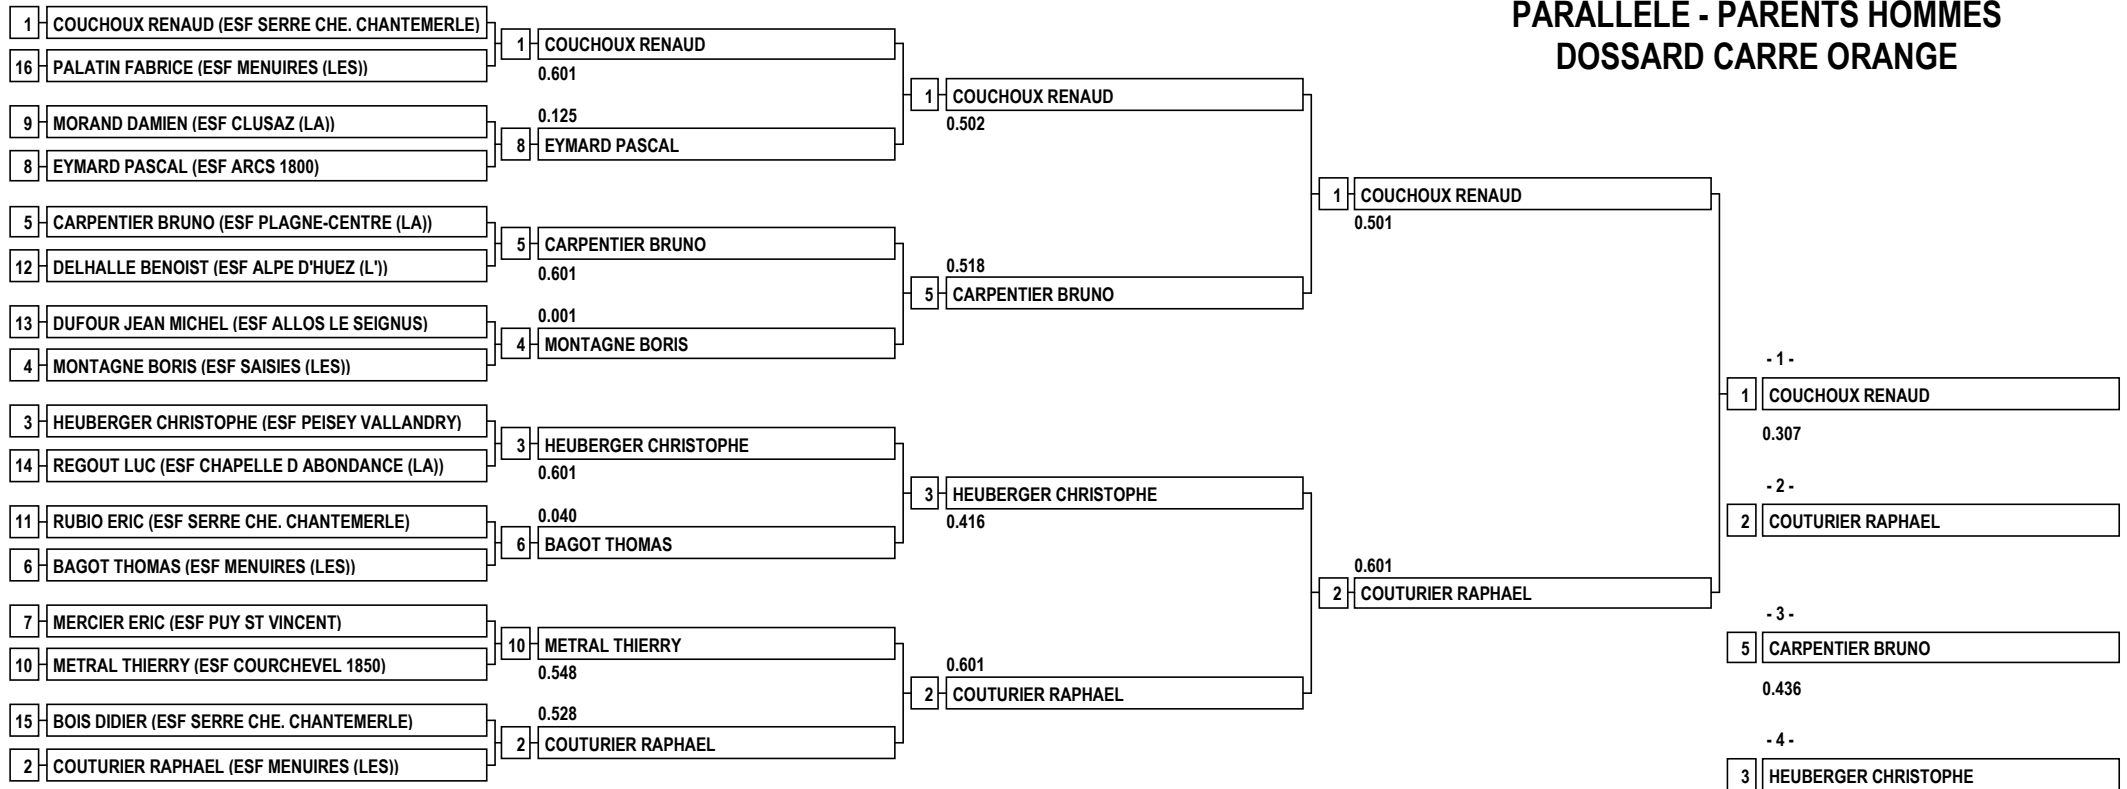 PARALLELE - PARENTS HOMMES
DOSSARD CARRE ORANGE
1 COUCHOUX RENAUD (ESF SERRE CHE. CHANTEMERLE)
16 PALATIN FABRICE (ESF MENUIRES (LES))
9 MORAND DAMIEN (ESF CLUSAZ (LA))
8 EYMARD PASCAL (ESF ARCS 1800)
5 CARPENTIER BRUNO (ESF PLAGNE-CENTRE (LA))
12 DELHALLE BENOIST (ESF ALPE D'HUEZ (L'))
13 DUFOUR JEAN MICHEL (ESF ALLOS LE SEIGNUS)
4 MONTAGNE BORIS (ESF SAISIES (LES))
3 HEUBERGER CHRISTOPHE (ESF PEISEY VALLANDRY)
14 REGOUT LUC (ESF CHAPELLE D ABONDANCE (LA))
11 RUBIO ERIC (ESF SERRE CHE. CHANTEMERLE)
6 BAGOT THOMAS (ESF MENUIRES (LES))
7 MERCIER ERIC (ESF PUY ST VINCENT)
10 METRAL THIERRY (ESF COURCHEVEL 1850)
15 BOIS DIDIER (ESF SERRE CHE. CHANTEMERLE)
2 COUTURIER RAPHAEL (ESF MENUIRES (LES))
1 COUCHOUX RENAUD
0.601
0.125
8 EYMARD PASCAL
5 CARPENTIER BRUNO
0.601
0.001
4 MONTAGNE BORIS
3 HEUBERGER CHRISTOPHE
0.601
0.040
6 BAGOT THOMAS
10 METRAL THIERRY
0.548
0.528
2 COUTURIER RAPHAEL
1 COUCHOUX RENAUD
0.502
0.518
5 CARPENTIER BRUNO
3 HEUBERGER CHRISTOPHE
0.416
0.601
2 COUTURIER RAPHAEL
1 COUCHOUX RENAUD
0.501
0.601
2 COUTURIER RAPHAEL
- 1 -
1 COUCHOUX RENAUD
0.307
- 2 -
2 COUTURIER RAPHAEL
- 3 -
5 CARPENTIER BRUNO
0.436
- 4 -
3 HEUBERGER CHRISTOPHE